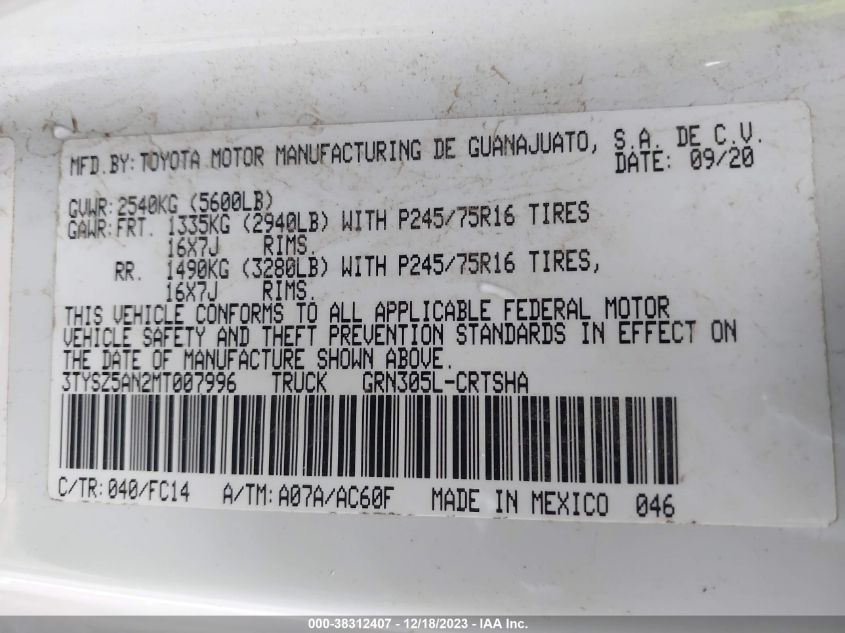 MFD.BY:TOYOTA MOTOR MANUFACTURING DE GUANAJUATO, S.A. DE C.V.
DATE: 09/20
GVWR:2540KG (5600LB)
GAWR:FRT. 1335KG (2940LB) WITH P245/75R16 TIRES
16X7J RIMS.
RR. 1490KG (3280LB) WITH P245/75R16 TIRES,
16X7J RIMS.
THIS VEHICLE CONFORMS TO ALL APPLICABLE FEDERAL MOTOR
VEHICLE SAFETY AND THEFT PREVENTION STANDARDS IN EFFECT ON
THE DATE OF MANUFACTURE SHOWN ABOVE.
3TYSZ5AN2MT007996 TRUCK GRN305L-CRTSHA
C/TR:040/FC14 A/TM:A07A/AC60F MADE IN MEXICO 046
000-38312407 - 12/18/2023 - IAA Inc.